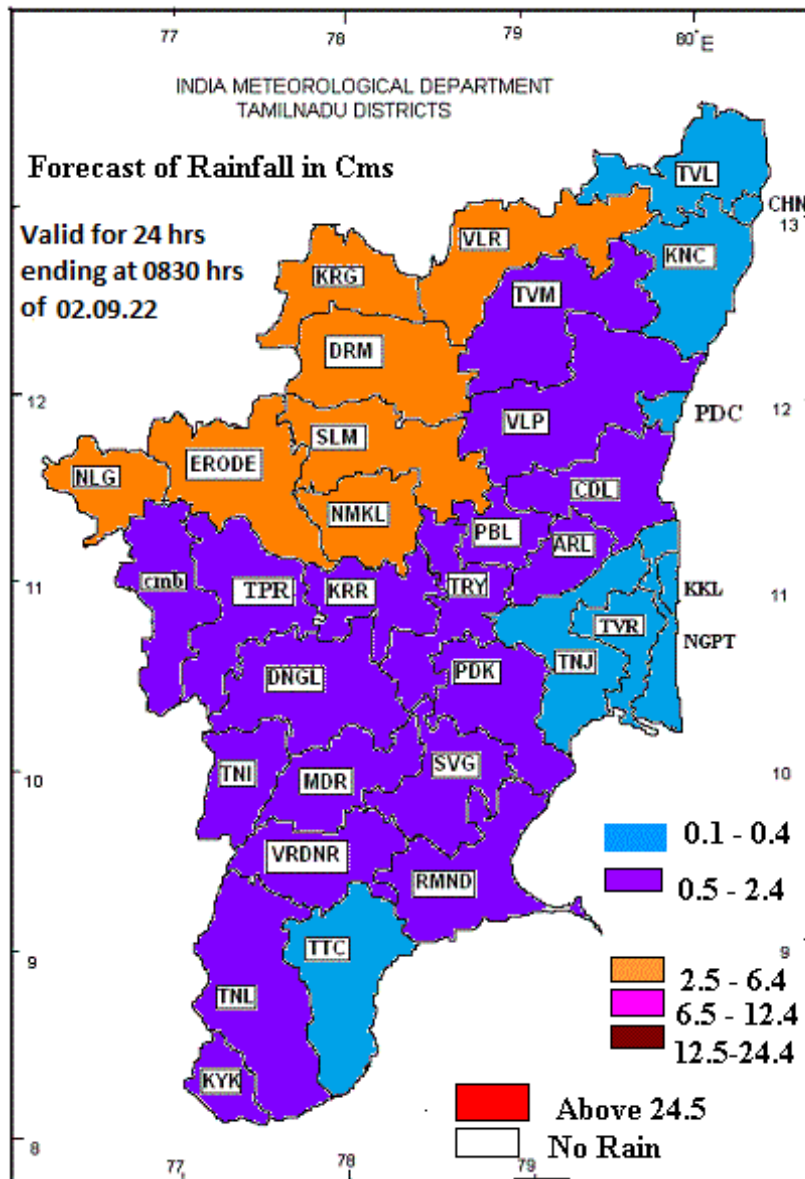 77 78 79 80° E
INDIA METEOROLOGICAL DEPARTMENT
TAMILNADU DISTRICTS
Forecast of Rainfall in Cms
TVL
CHN
13
Valid for 24 hrs
ending at 0830 hrs
of 02.09.22
VLR
KNC
KRG
TVM
DRM
12
12
PDC
SLM
VLP
NLG
ERODE
CDL
NMKL
PBL
ARL
11
cmb
TPR
KRR
TRY
KKL
11
TVR
NGPT
DNGL
PDK
TNJ
10
TNI
MDR
SVG
10
0.1 - 0.4
VRDNR
RMND
0.5 - 2.4
9
TTC
9
2.5 - 6.4
TNL
6.5 - 12.4
12.5-24.4
KYK
Above 24.5
8
No Rain
77 78 79